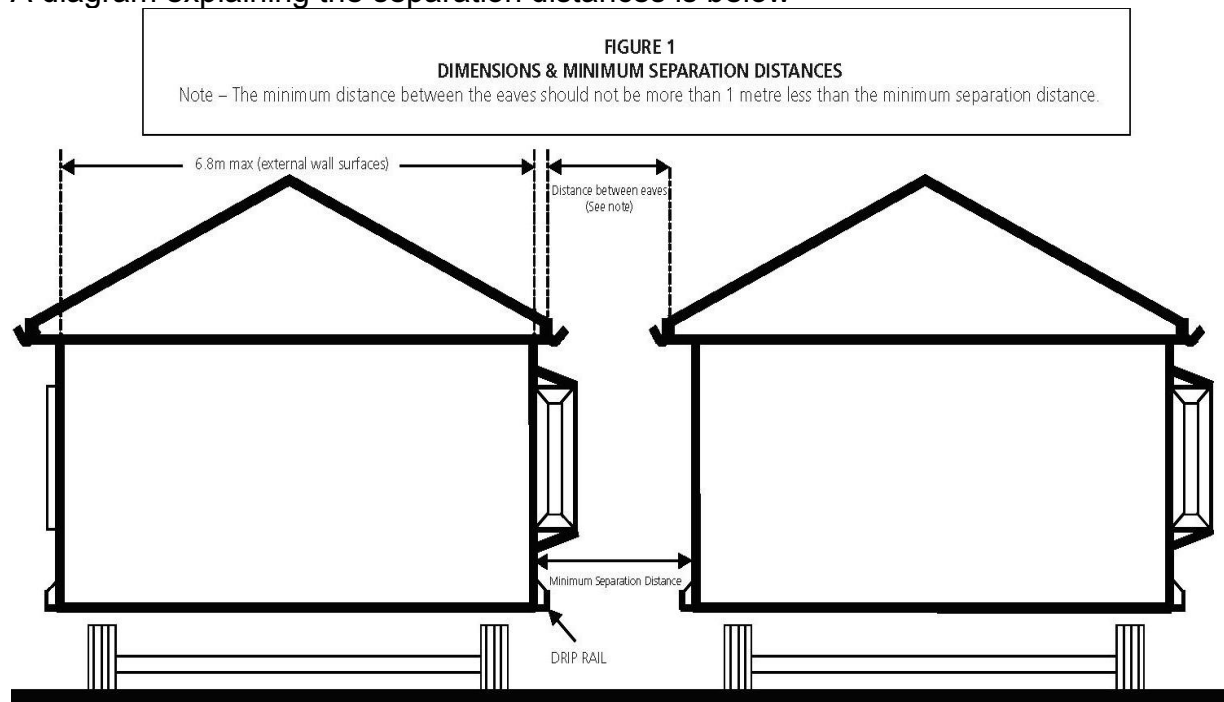 A diagram explaining the separation distances is below
FIGURE 1
DIMENSIONS & MINIMUM SEPARATION DISTANCES
Note – The minimum distance between the eaves should not be more than 1 metre less than the minimum separation distance.
6.8m max (external wall surfaces)
Distance between eaves
(See note)
Minimum Separation Distance
DRIP RAIL